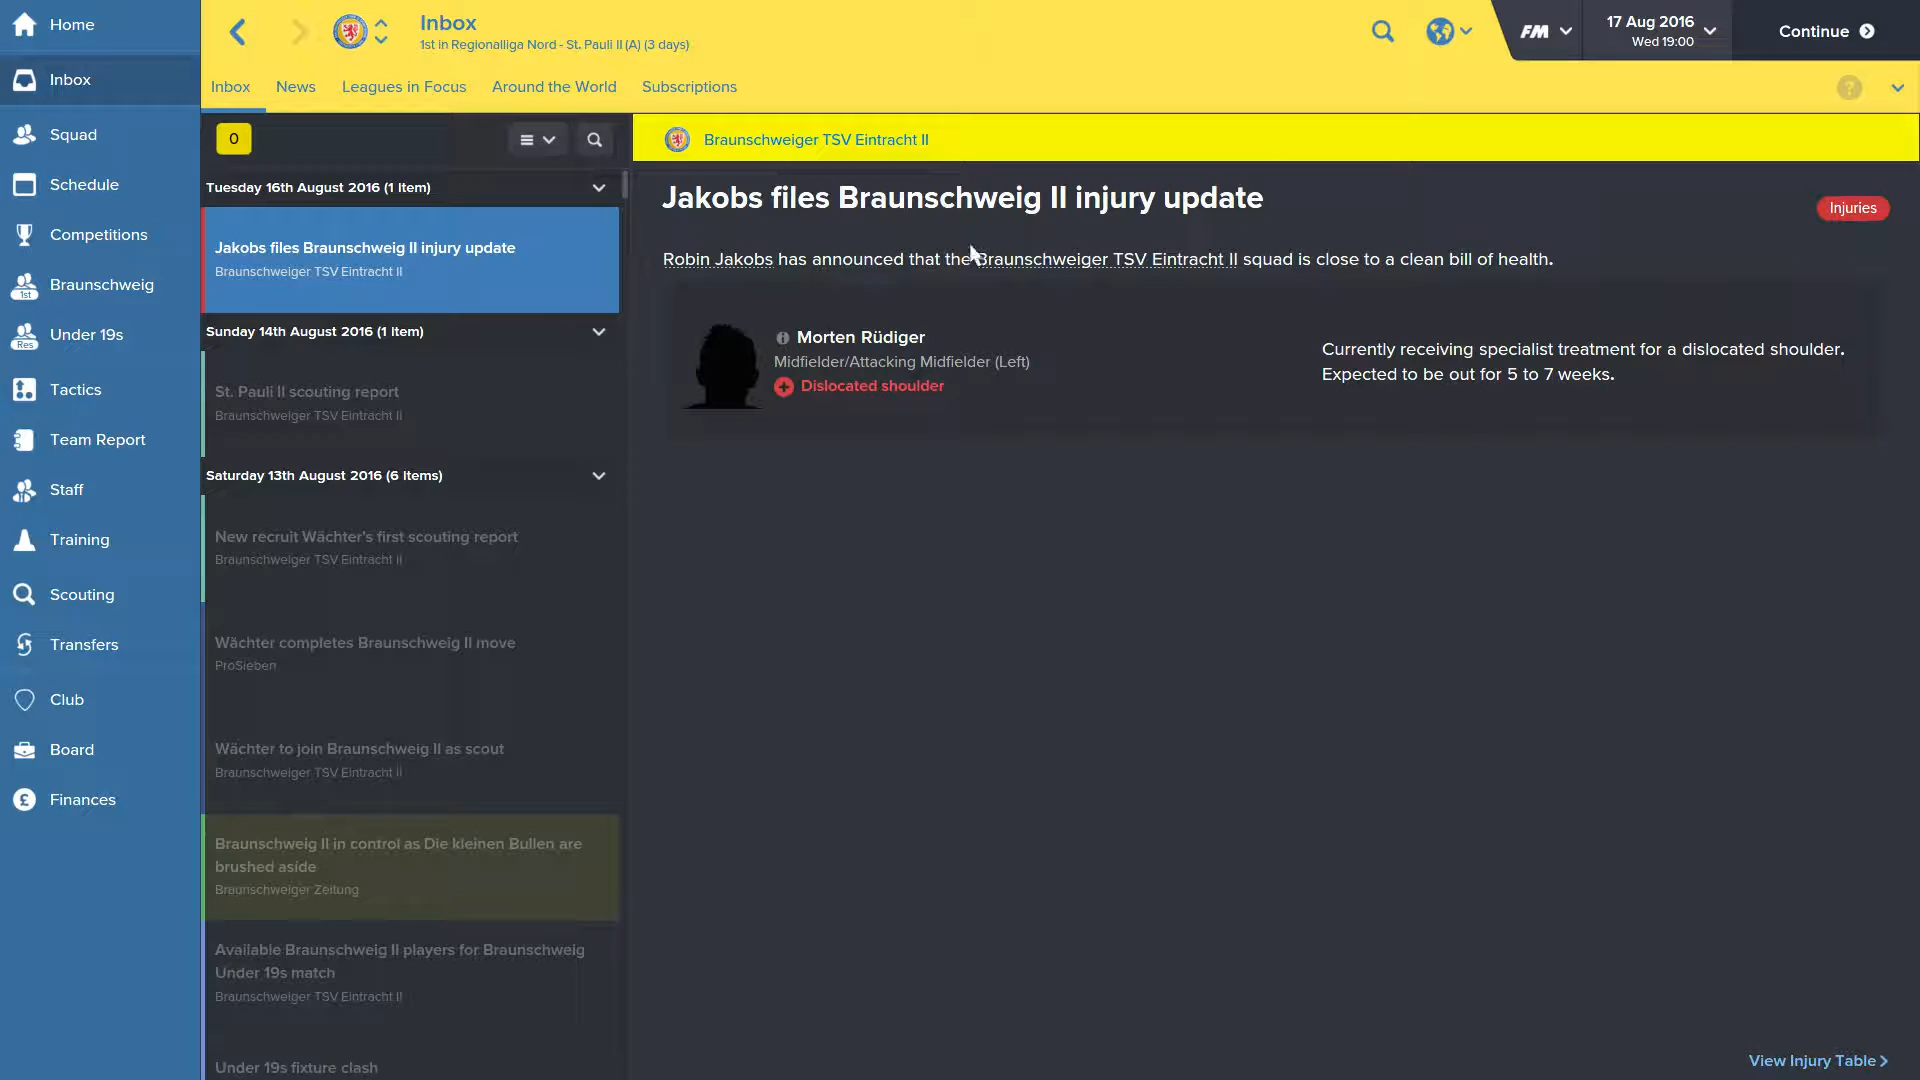 Home
Inbox
Squad
Schedule
Competitions
1st
Braunschweig
Res
Under 19s
Tactics
Team Report
Staff
Training
Scouting
Transfers
Club
Board
Finances
Inbox
1st in Regionalliga Nord - St. Pauli II (A) (3 days)
FM
17 Aug 2016
Wed 19:00
Continue
Inbox
News
Leagues in Focus
Around the World
Subscriptions
?
0
Tuesday 16th August 2016 (1 Item)
Jakobs files Braunschweig II injury update
Braunschweiger TSV Eintracht II
Sunday 14th August 2016 (1 Item)
St. Pauli II scouting report
Braunschweiger TSV Eintracht II
Saturday 13th August 2016 (6 Items)
New recruit Wächter's first scouting report
Braunschweiger TSV Eintracht II
Wächter completes Braunschweig II move
ProSieben
Wächter to join Braunschweig II as scout
Braunschweiger TSV Eintracht II
Braunschweig II in control as Die kleinen Bullen are
brushed aside
Braunschweiger Zeitung
Available Braunschweig II players for Braunschweig
Under 19s match
Braunschweiger TSV Eintracht II
Under 19s fixture clash
Braunschweiger TSV Eintracht II
Jakobs files Braunschweig II injury update
Injuries
Robin Jakobs has announced that the Braunschweiger TSV Eintracht II squad is close to a clean bill of health.
Morten Rüdiger
Midfielder/Attacking Midfielder (Left)
Dislocated shoulder
Currently receiving specialist treatment for a dislocated shoulder.
Expected to be out for 5 to 7 weeks.
View Injury Table